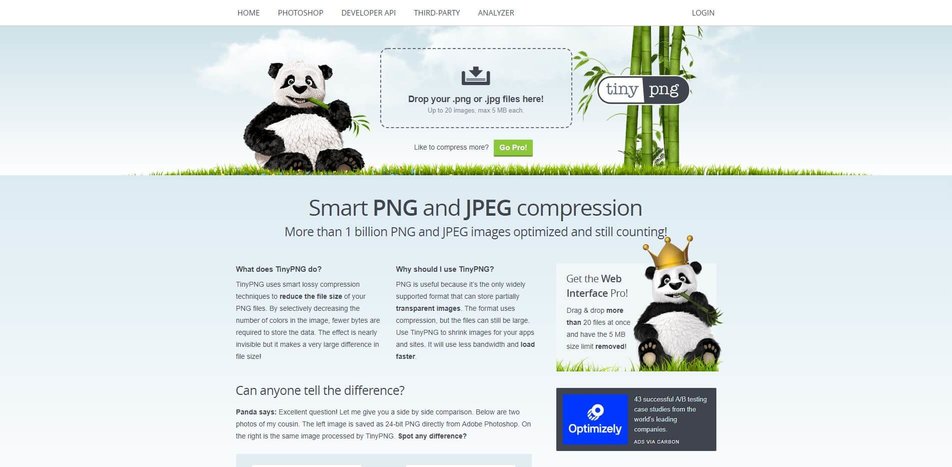 HOME PHOTOSHOP DEVELOPER API THIRD-PARTY ANALYZER LOGIN
Drop your .png or .jpg files here!
Up to 20 images, max 5 MB each.
tiny png
Like to compress more? Go Pro!
Smart PNG and JPEG compression
More than 1 billion PNG and JPEG images optimized and still counting!
What does TinyPNG do?
TinyPNG uses smart lossy compression
techniques to reduce the file size of your
PNG files. By selectively decreasing the
number of colors in the image, fewer bytes are
required to store the data. The effect is nearly
invisible but it makes a very large difference in
file size!
Why should I use TinyPNG?
PNG is useful because it's the only widely
supported format that can store partially
transparent images. The format uses
compression, but the files can still be large.
Use TinyPNG to shrink images for your apps
and sites. It will use less bandwidth and load
faster.
Get the Web
Interface Pro!
Drag & drop more
than 20 files at once
and have the 5 MB
size limit removed!
Can anyone tell the difference?
Panda says: Excellent question! Let me give you a side by side comparison. Below are two
photos of my cousin. The left image is saved as 24-bit PNG directly from Adobe Photoshop. On
the right is the same image processed by TinyPNG. Spot any difference?
Optimizely
43 successful A/B testing
case studies from the
world's leading
companies.
ADS VIA CARBON